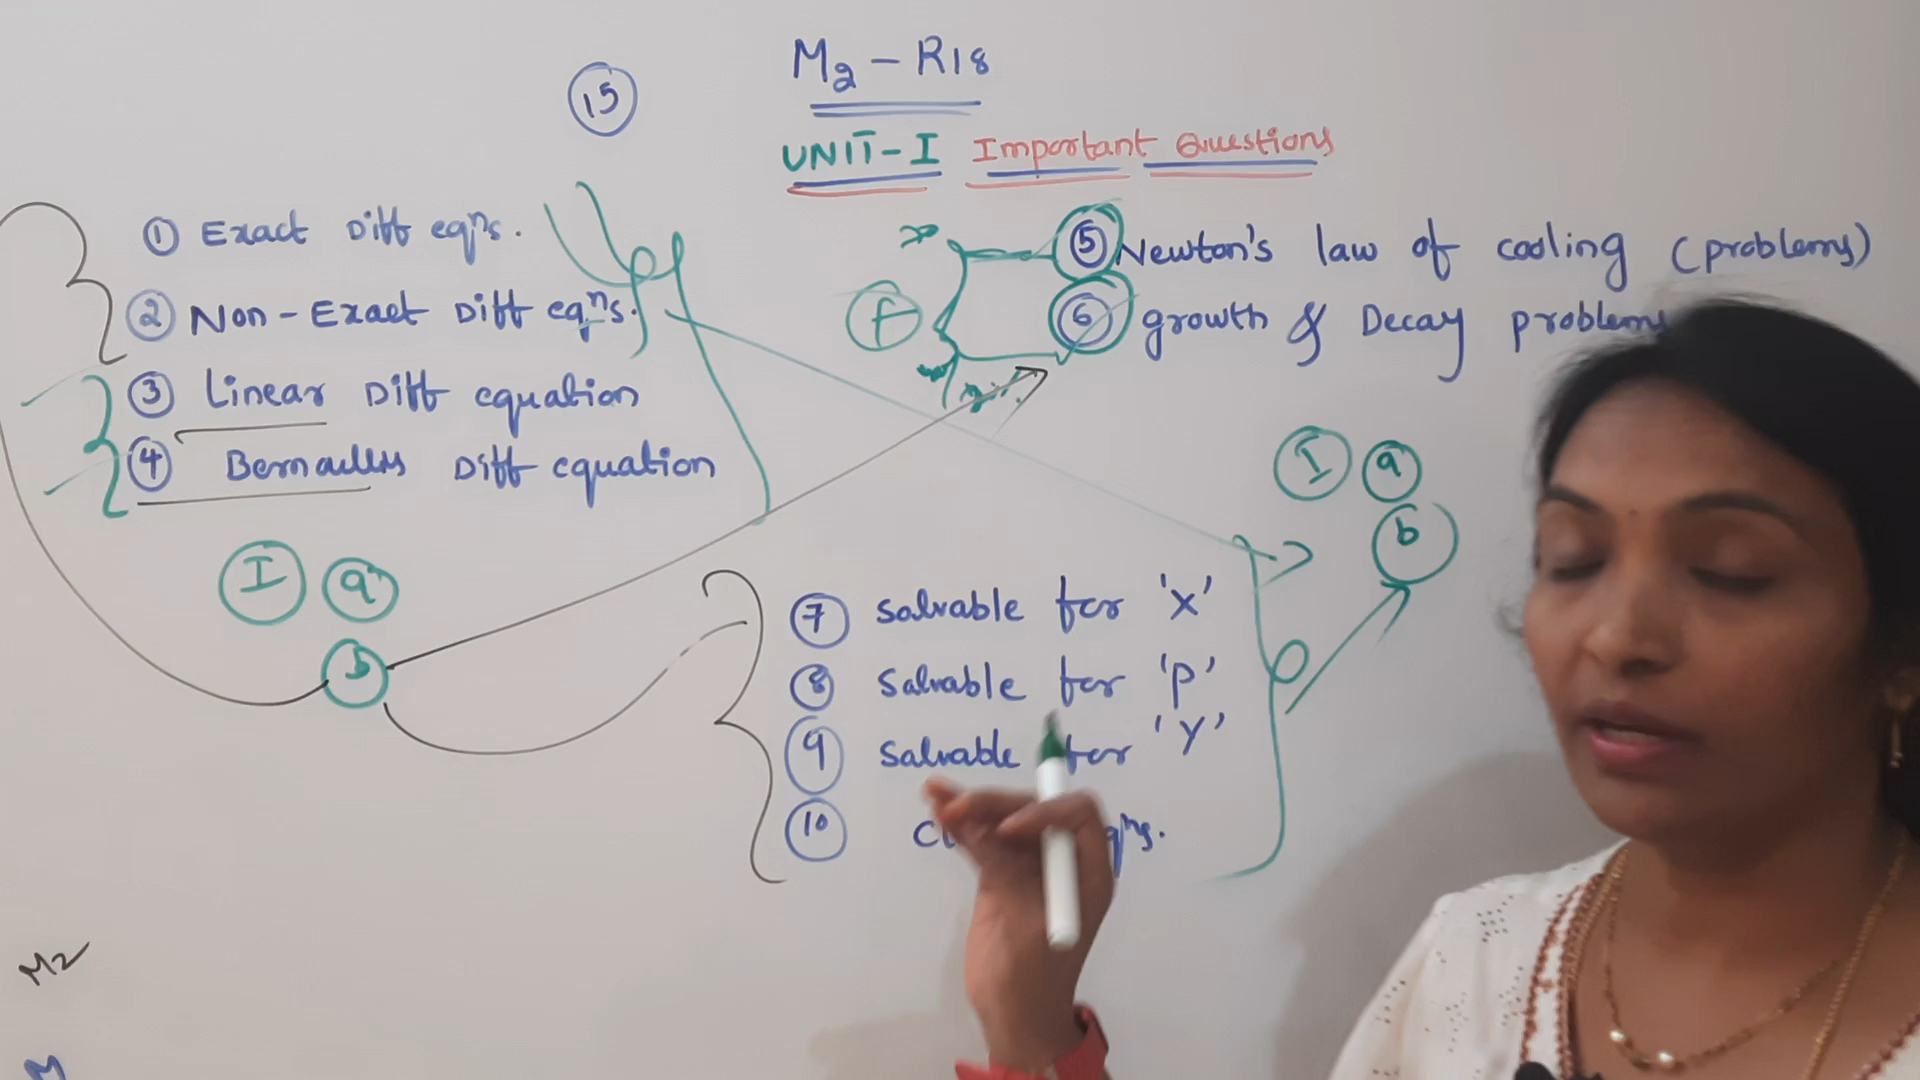 M2 - R18
15
UNIT-I Important Questions
① Exact Diff eqⁿs.
② Non-Exact Diff eqⁿs.
③ Linear Diff equation
④ Diff equation
⑤ Newton's law of cooling (problems)
f
⑥ growth & Decay problems
I a
b
I a
b
⑦ Solvable for 'x'
⑧ Solvable for 'p'
⑨ Solvable for 'y'
⑩
M2
M